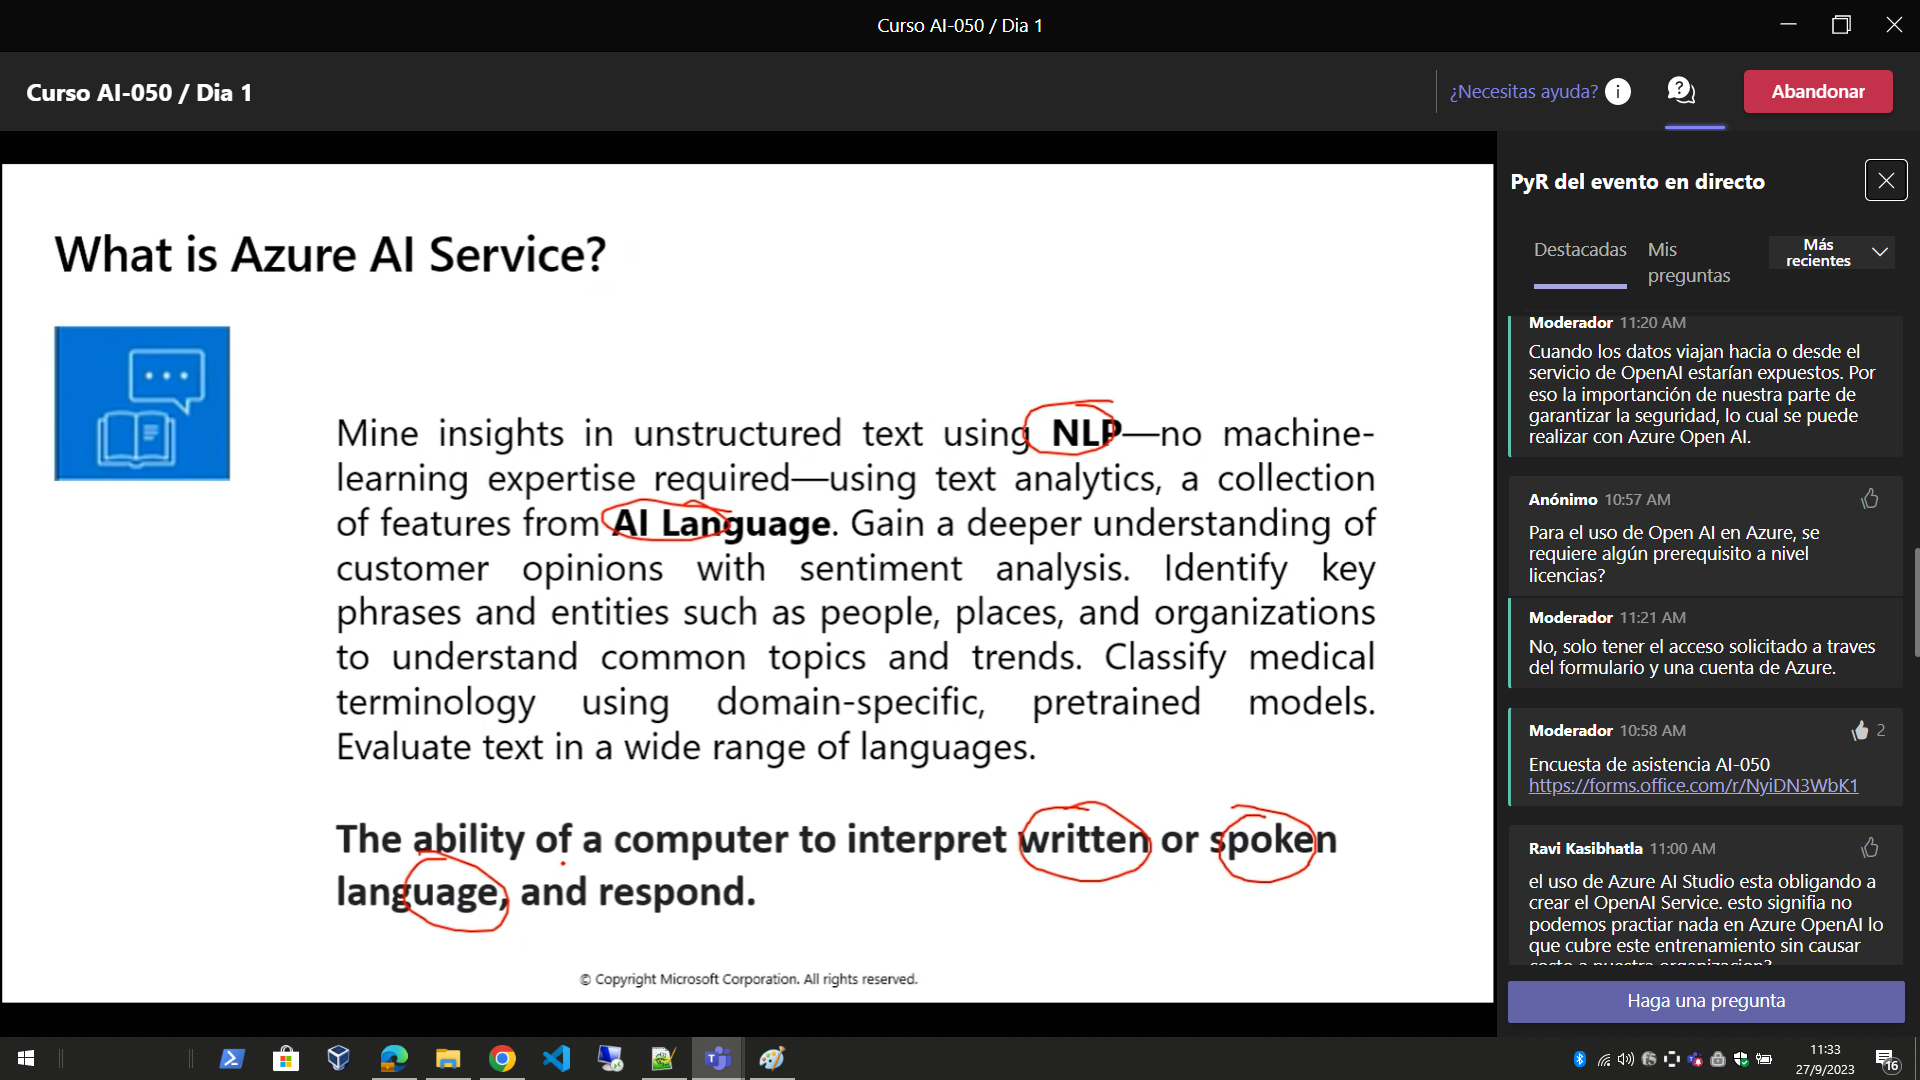 Curso AI-050 / Dia 1
Curso AI-050 / Dia 1
¿Necesitas ayuda?
Abandonar
What is Azure AI Service?
Mine insights in unstructured text using NLP—no machine-
learning expertise required—using text analytics, a collection
of features from AI Language. Gain a deeper understanding of
customer opinions with sentiment analysis. Identify key
phrases and entities such as people, places, and organizations
to understand common topics and trends. Classify medical
terminology using domain-specific, pretrained models.
Evaluate text in a wide range of languages.
The ability of a computer to interpret written or spoken
language, and respond.
© Copyright Microsoft Corporation. All rights reserved.
PyR del evento en directo
Destacadas
Mis
preguntas
Más
recientes
Moderador 11:20 AM
Cuando los datos viajan hacia o desde el
servicio de OpenAI estarían expuestos. Por
eso la importanción de nuestra parte de
garantizar la seguridad, lo cual se puede
realizar con Azure Open AI.
Anónimo 10:57 AM
Para el uso de Open AI en Azure, se
requiere algún prerequisito a nivel
licencias?
Moderador 11:21 AM
No, solo tener el acceso solicitado a traves
del formulario y una cuenta de Azure.
Moderador 10:58 AM
2
Encuesta de asistencia AI-050
https://forms.office.com/r/NyiDN3WbK1
Ravi Kasibhatla 11:00 AM
el uso de Azure AI Studio esta obligando a
crear el OpenAI Service. esto signifia no
podemos practiar nada en Azure OpenAI lo
que cubre este entrenamiento sin causar
costo a nuestra organizacion?
Haga una pregunta
11:33
27/9/2023
16